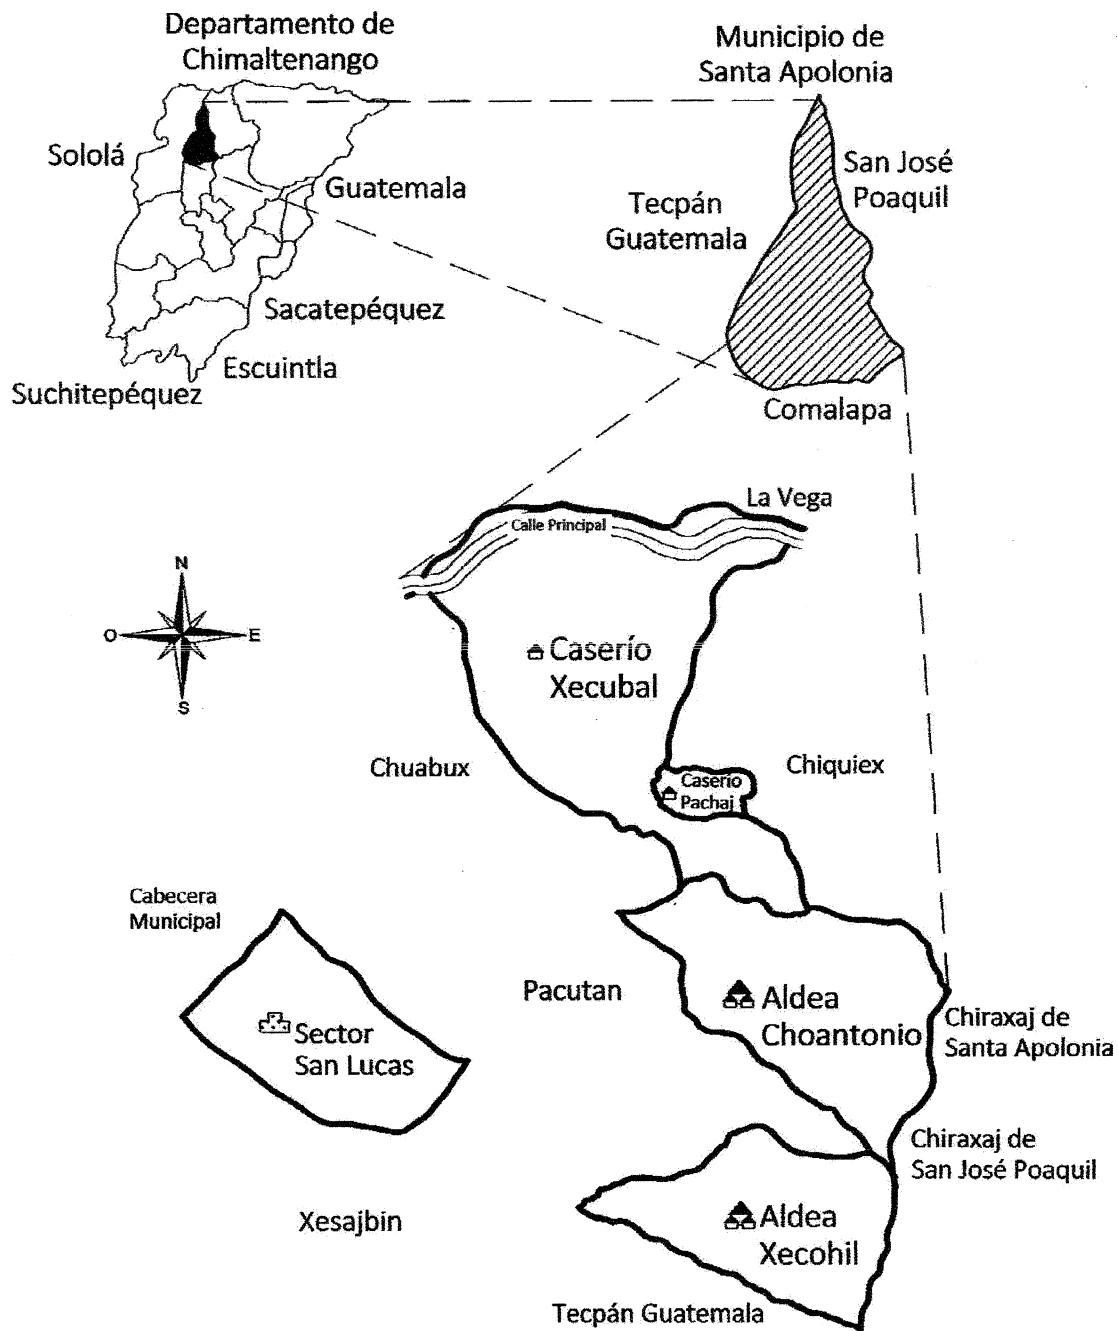 Departamento de
Chimaltenango
Municipio de
Santa Apolonia
Sololá
Guatemala
San José
Poaquil
Tecpán
Guatemala
Sacatepéquez
Escuintla
Suchitepéquez
Comalapa
La Vega
Calle Principal
N
O
E
S
Caserío
Xecubal
Chuabux
Chiquiex
Caserío
Pachaj
Cabecera
Municipal
Pacutan
Aldea
Choantonio
Chiraxaj de
Santa Apolonia
Sector
San Lucas
Chiraxaj de
San José Poaquil
Xesajbin
Aldea
Xecohil
Tecpán Guatemala